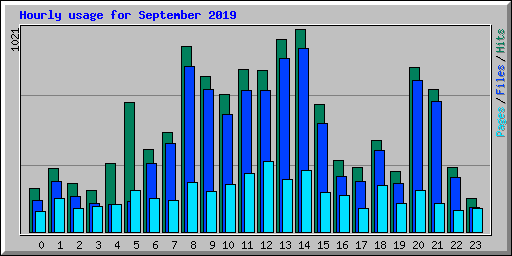 Hourly usage for September 2019
1021
Pages / Files / Hits
0 1 2 3 4 5 6 7 8 9 10 11 12 13 14 15 16 17 18 19 20 21 22 23